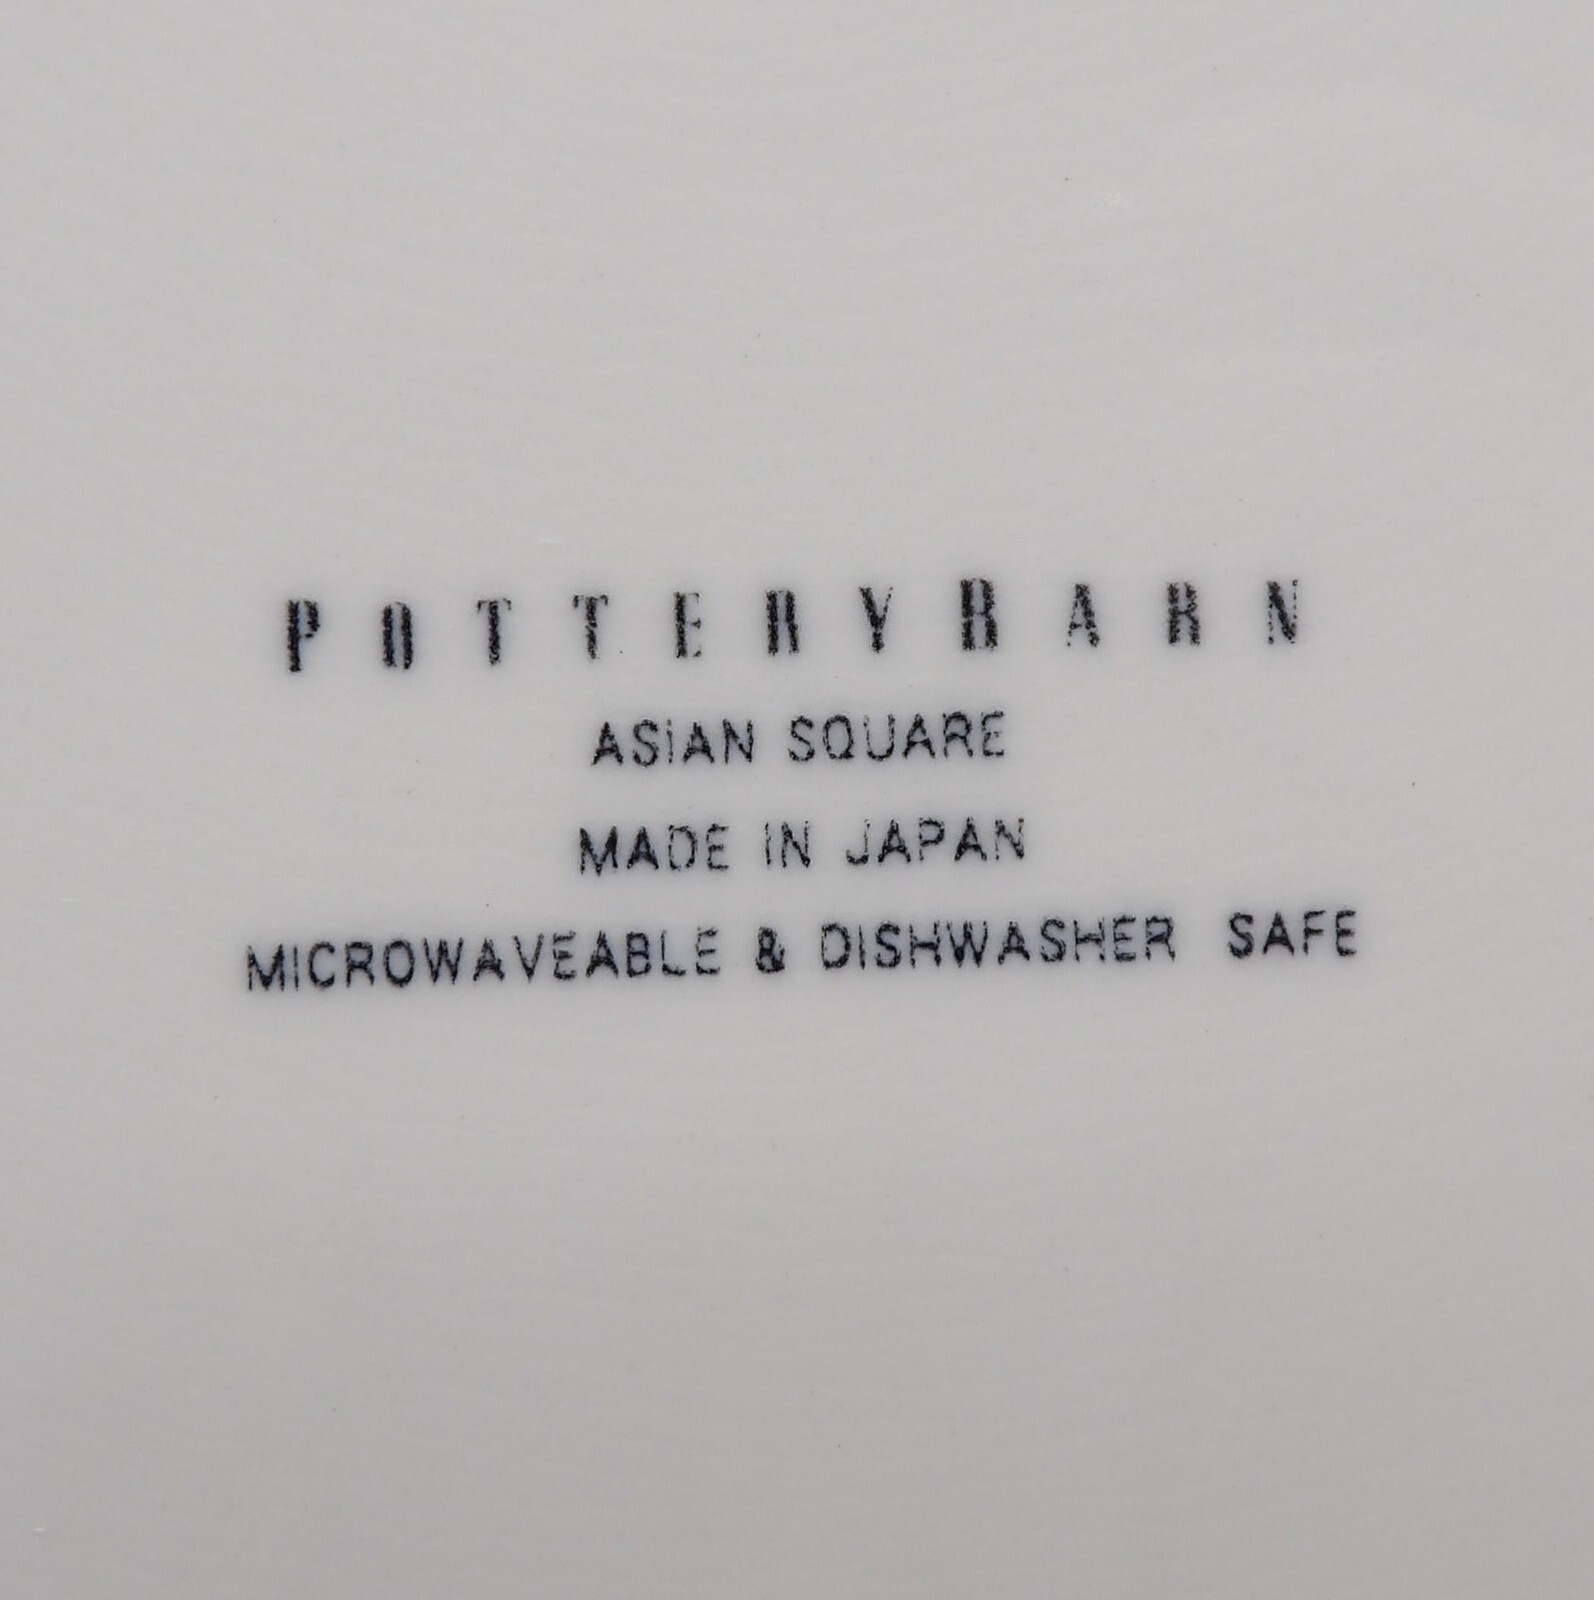 POTTERYBARN
ASIAN SQUARE
MADE IN JAPAN
MICROWAVEABLE & DISHWASHER SAFE